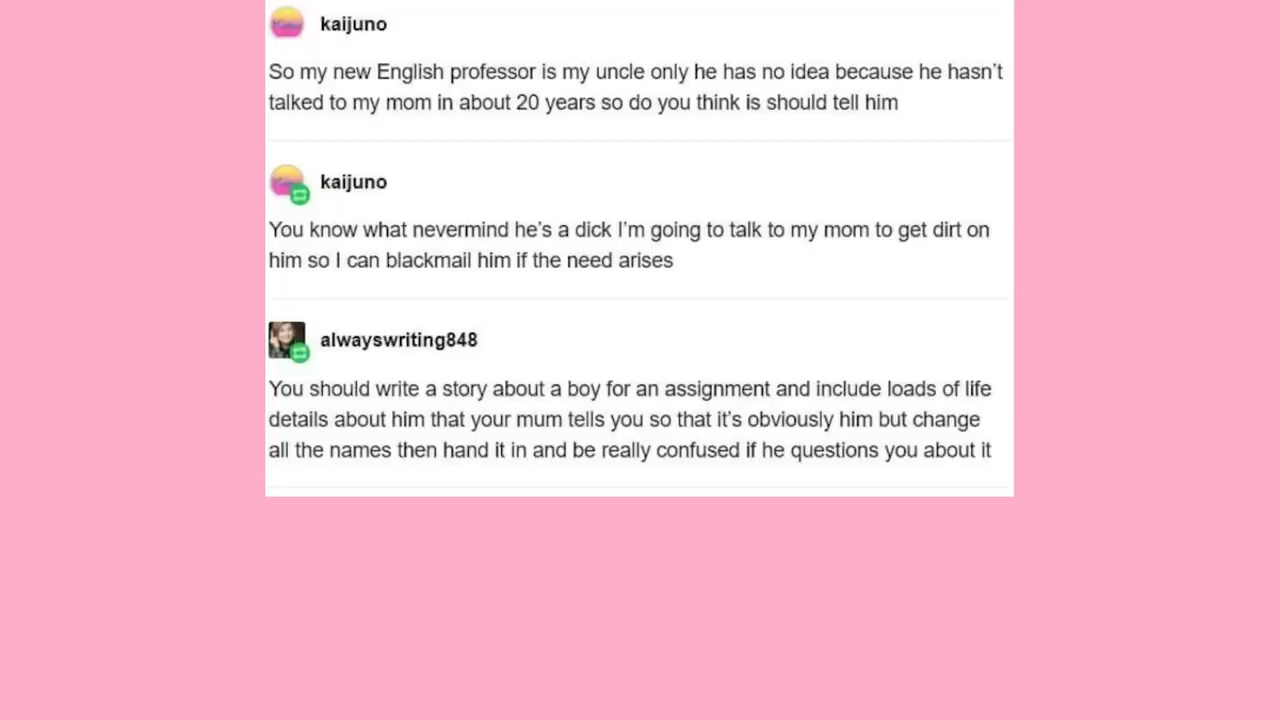 kaijuno
So my new English professor is my uncle only he has no idea because he hasn't
talked to my mom in about 20 years so do you think is should tell him
kaijuno
You know what nevermind he's a dick I'm going to talk to my mom to get dirt on
him so I can blackmail him if the need arises
alwayswriting848
You should write a story about a boy for an assignment and include loads of life
details about him that your mum tells you so that it's obviously him but change
all the names then hand it in and be really confused if he questions you about it